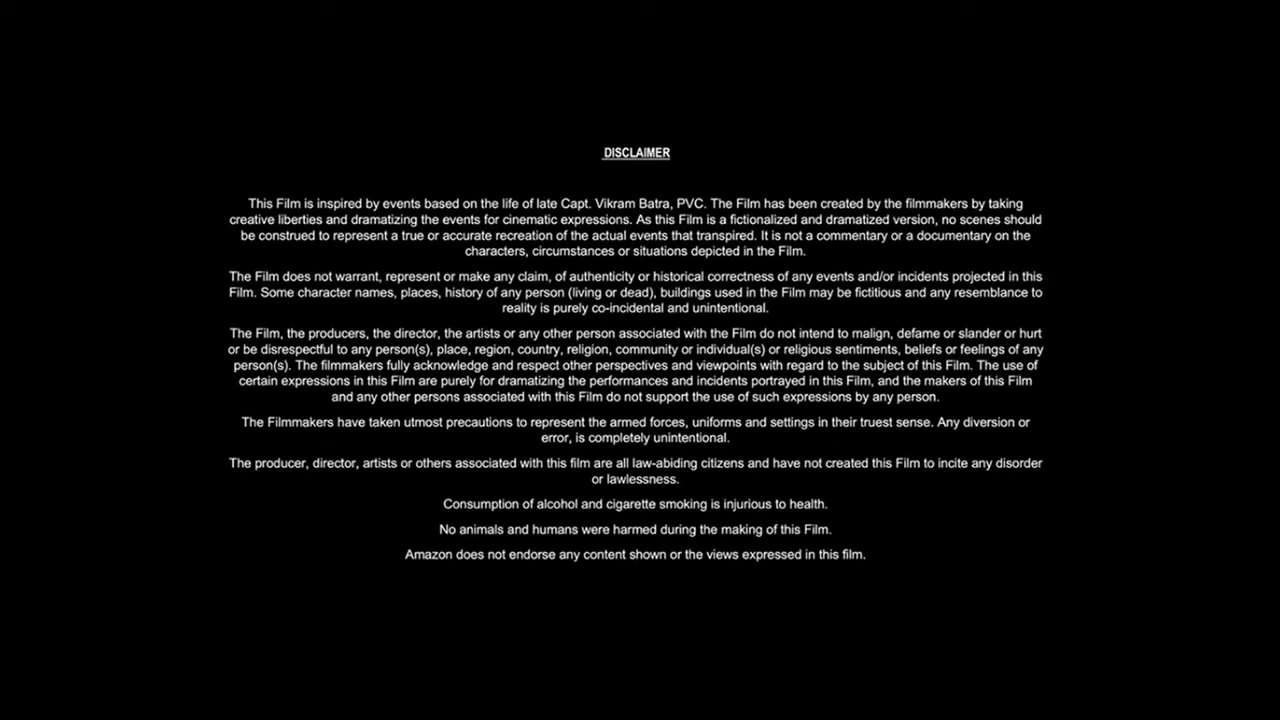 DISCLAIMER
This Film is inspired by events based on the life of late Capt. Vikram Batra, PVC. The Film has been created by the filmmakers by taking
creative liberties and dramatizing the events for cinematic expressions. As this Film is a fictionalized and dramatized version, no scenes should
be construed to represent a true or accurate recreation of the actual events that transpired. It is not a commentary or a documentary on the
characters, circumstances or situations depicted in the Film.
The Film does not warrant, represent or make any claim, of authenticity or historical correctness of any events and/or incidents projected in this
Film. Some character names, places, history of any person (living or dead), buildings used in the Film may be fictitious and any resemblance to
reality is purely co-incidental and unintentional.
The Film, the producers, the director, the artists or any other person associated with the Film do not intend to malign, defame or slander or hurt
or be disrespectful to any person(s), place, region, country, religion, community or individual(s) or religious sentiments, beliefs or feelings of any
person(s). The filmmakers fully acknowledge and respect other perspectives and viewpoints with regard to the subject of this Film. The use of
certain expressions in this Film are purely for dramatizing the performances and incidents portrayed in this Film, and the makers of this Film
and any other persons associated with this Film do not support the use of such expressions by any person.
The Filmmakers have taken utmost precautions to represent the armed forces, uniforms and settings in their truest sense. Any diversion or
error, is completely unintentional.
The producer, director, artists or others associated with this film are all law-abiding citizens and have not created this Film to incite any disorder
or lawlessness.
Consumption of alcohol and cigarette smoking is injurious to health.
No animals and humans were harmed during the making of this Film.
Amazon does not endorse any content shown or the views expressed in this film.